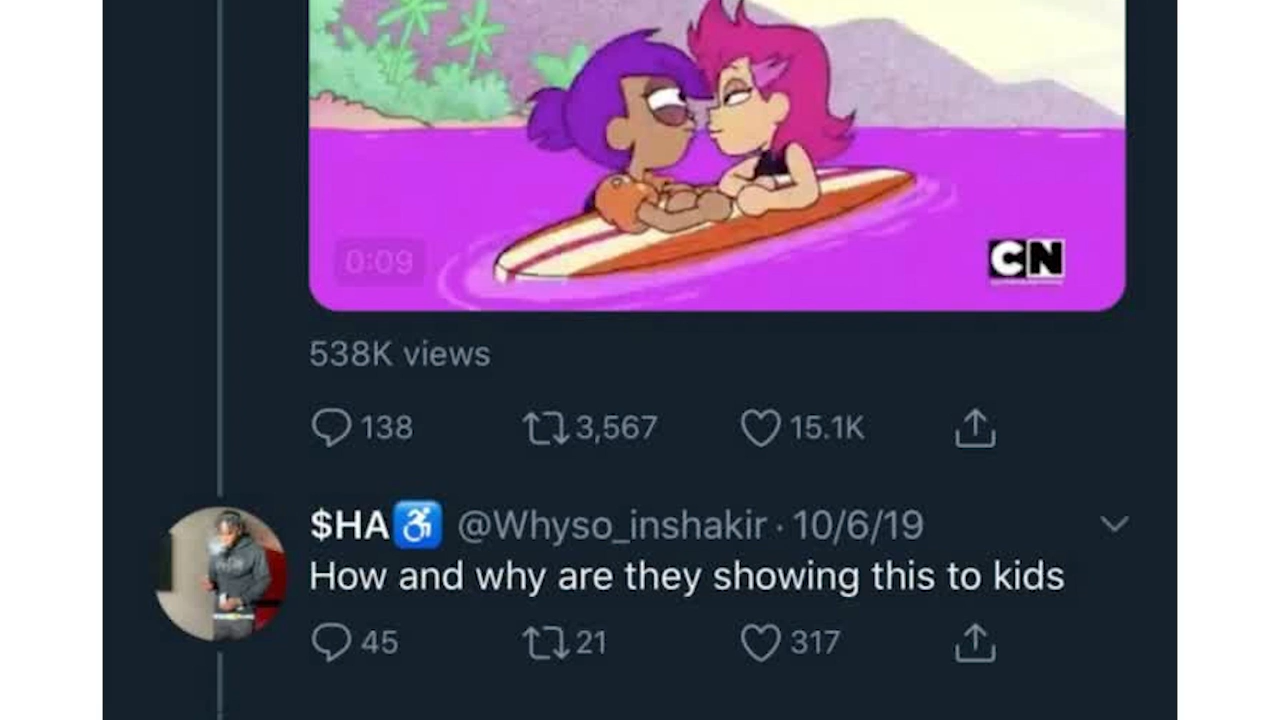 0:09
CN
538K views
138 3,567 15.1K
$HA♿ @Whyso_inshakir · 10/6/19
How and why are they showing this to kids
45 21 317